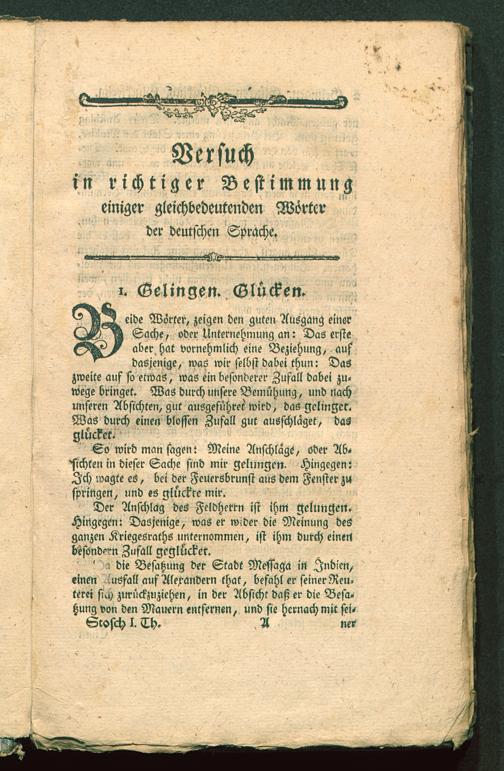 Versuch
in richtiger Bestimmung
einiger gleichbedeutenden Wörter
der deutschen Sprache.
1. Gelingen. Glücken.
Beide Wörter, zeigen den guten Ausgang einer
Sache, oder Unternehmung an: Das erste
aber hat vornehmlich eine Beziehung, auf
dasjenige, was wir selbst dabei thun: Das
zweite auf so etwas, was ein besonderer Zufall dabei zu-
wege bringet. Was durch unsere Bemühung, und nach
unseren Absichten, gut ausgeführet wird, das gelinget.
Was durch einen blossen Zufall gut ausschläget, das
glücket.
So wird man sagen: Meine Anschläge, oder Ab-
sichten in dieser Sache sind mir gelingen. Hingegen:
Ich wagte es, bei der Feuersbrunst aus dem Fenster zu
springen, und es glückte mir.
Der Anschlag des Feldherrn ist ihm gelungen.
Hingegen: Dasjenige, was er wider die Meinung des
ganzen Kriegesraths unternommen, ist ihm durch einen
besondern Zufall geglücket.
Da die Besatzung der Stadt Messaga in Indien,
einen Ausfall auf Alexandern that, befahl er seiner Reu-
terei sich zurückzuziehen, in der Absicht daß er die Besa-
tzung von den Mauern entfernen, und sie hernach mit sei-
Stosch I. Th. A ner